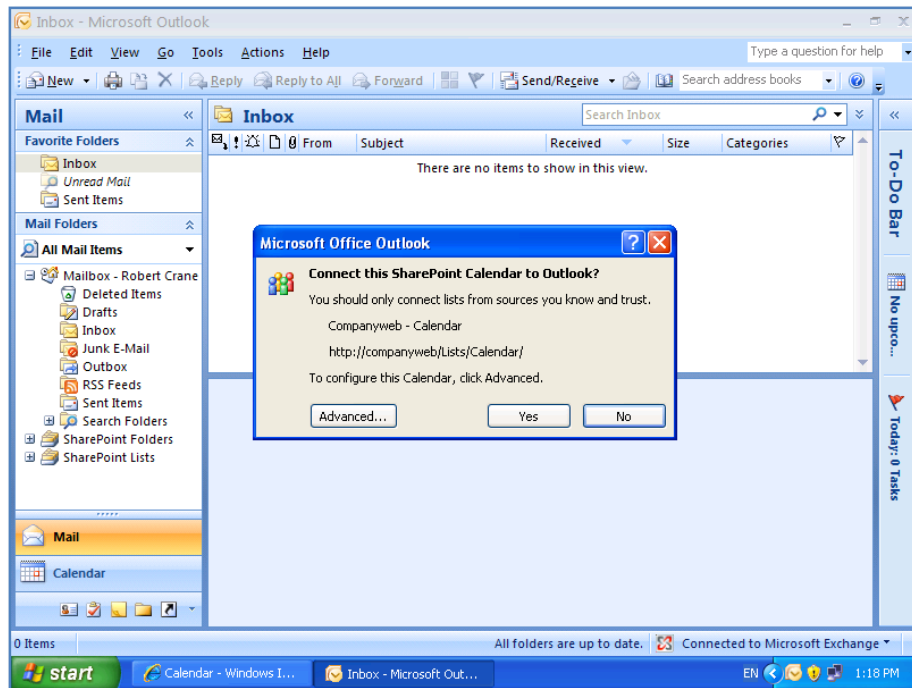 Inbox - Microsoft Outlook
File Edit View Go Tools Actions Help
Type a question for help
New Reply Reply to All Forward Send/Receive Search address books
Mail
Favorite Folders
Inbox
Unread Mail
Sent Items
Mail Folders
All Mail Items
Mailbox - Robert Crane
Deleted Items
Drafts
Inbox
Junk E-Mail
Outbox
RSS Feeds
Sent Items
Search Folders
SharePoint Folders
SharePoint Lists
Mail
Calendar
Inbox
Search Inbox
From Subject Received Size Categories
There are no items to show in this view.
Microsoft Office Outlook
Connect this SharePoint Calendar to Outlook?
You should only connect lists from sources you know and trust.
Companyweb - Calendar
http://companyweb/Lists/Calendar/
To configure this Calendar, click Advanced.
Advanced... Yes No
To-Do Bar
No upco...
Today: 0 Tasks
0 Items
All folders are up to date. Connected to Microsoft Exchange
start Calendar - Windows I... Inbox - Microsoft Out... EN 1:18 PM